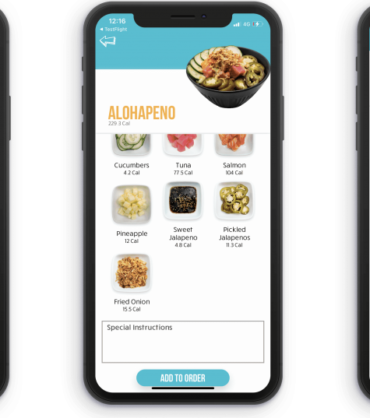 12:16
4G
◀ TestFlight
ALOHAPENO
229.3 Cal
Cucumbers Tuna Salmon
4.2 Cal 77.5 Cal 104 Cal
Pineapple Sweet Pickled
12 Cal Jalapeno Jalapenos
4.8 Cal 11.3 Cal
Fried Onion
15.5 Cal
Special Instructions
ADD TO ORDER